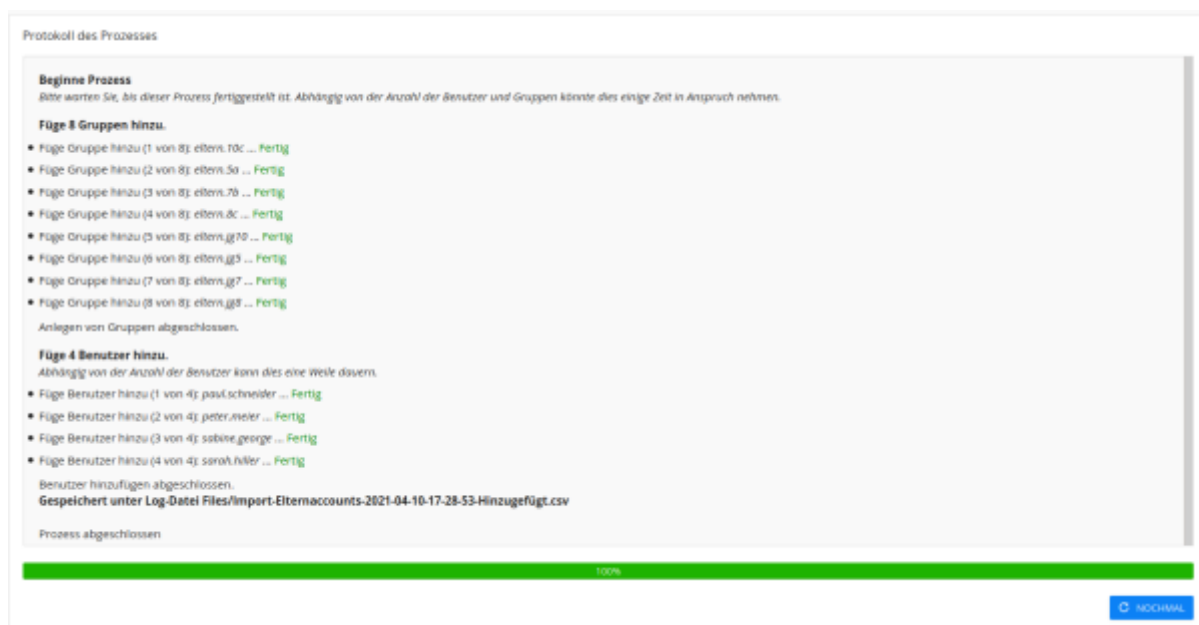 Protokoll des Prozesses
Beginne Prozess
Bitte warten Sie, bis dieser Prozess fertiggestellt ist. Abhängig von der Anzahl der Benutzer und Gruppen könnte dies einige Zeit in Anspruch nehmen.
Füge 8 Gruppen hinzu.
• Füge Gruppe hinzu (1 von 8): eltern.10c ... Fertig
• Füge Gruppe hinzu (2 von 8): eltern.5a ... Fertig
• Füge Gruppe hinzu (3 von 8): eltern.7b ... Fertig
• Füge Gruppe hinzu (4 von 8): eltern.8c ... Fertig
• Füge Gruppe hinzu (5 von 8): eltern.jg10 ... Fertig
• Füge Gruppe hinzu (6 von 8): eltern.jg5 ... Fertig
• Füge Gruppe hinzu (7 von 8): eltern.jg7 ... Fertig
• Füge Gruppe hinzu (8 von 8): eltern.jg8 ... Fertig
Anlegen von Gruppen abgeschlossen.
Füge 4 Benutzer hinzu.
Abhängig von der Anzahl der Benutzer kann dies eine Weile dauern.
• Füge Benutzer hinzu (1 von 4): paul.schneider ... Fertig
• Füge Benutzer hinzu (2 von 4): peter.meier ... Fertig
• Füge Benutzer hinzu (3 von 4): sabine.george ... Fertig
• Füge Benutzer hinzu (4 von 4): sarah.hiller ... Fertig
Benutzer hinzufügen abgeschlossen.
Gespeichert unter Log-Datei Files/Import-Elternaccounts-2021-04-10-17-28-53-Hinzugefügt.csv
Prozess abgeschlossen
100%
NOCHMAL